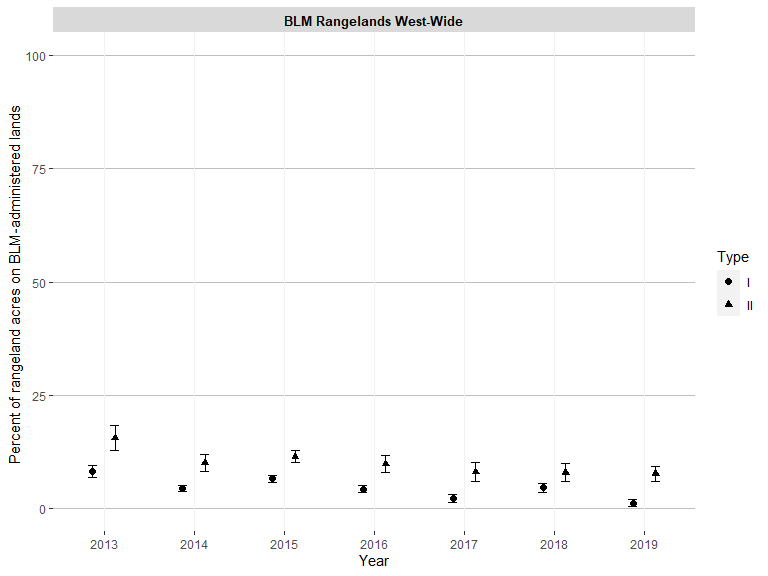 BLM Rangelands West-Wide
Percent of rangeland acres on BLM-administered lands
100
75
50
25
0
2013 2014 2015 2016 2017 2018 2019
Year
Type
I
II